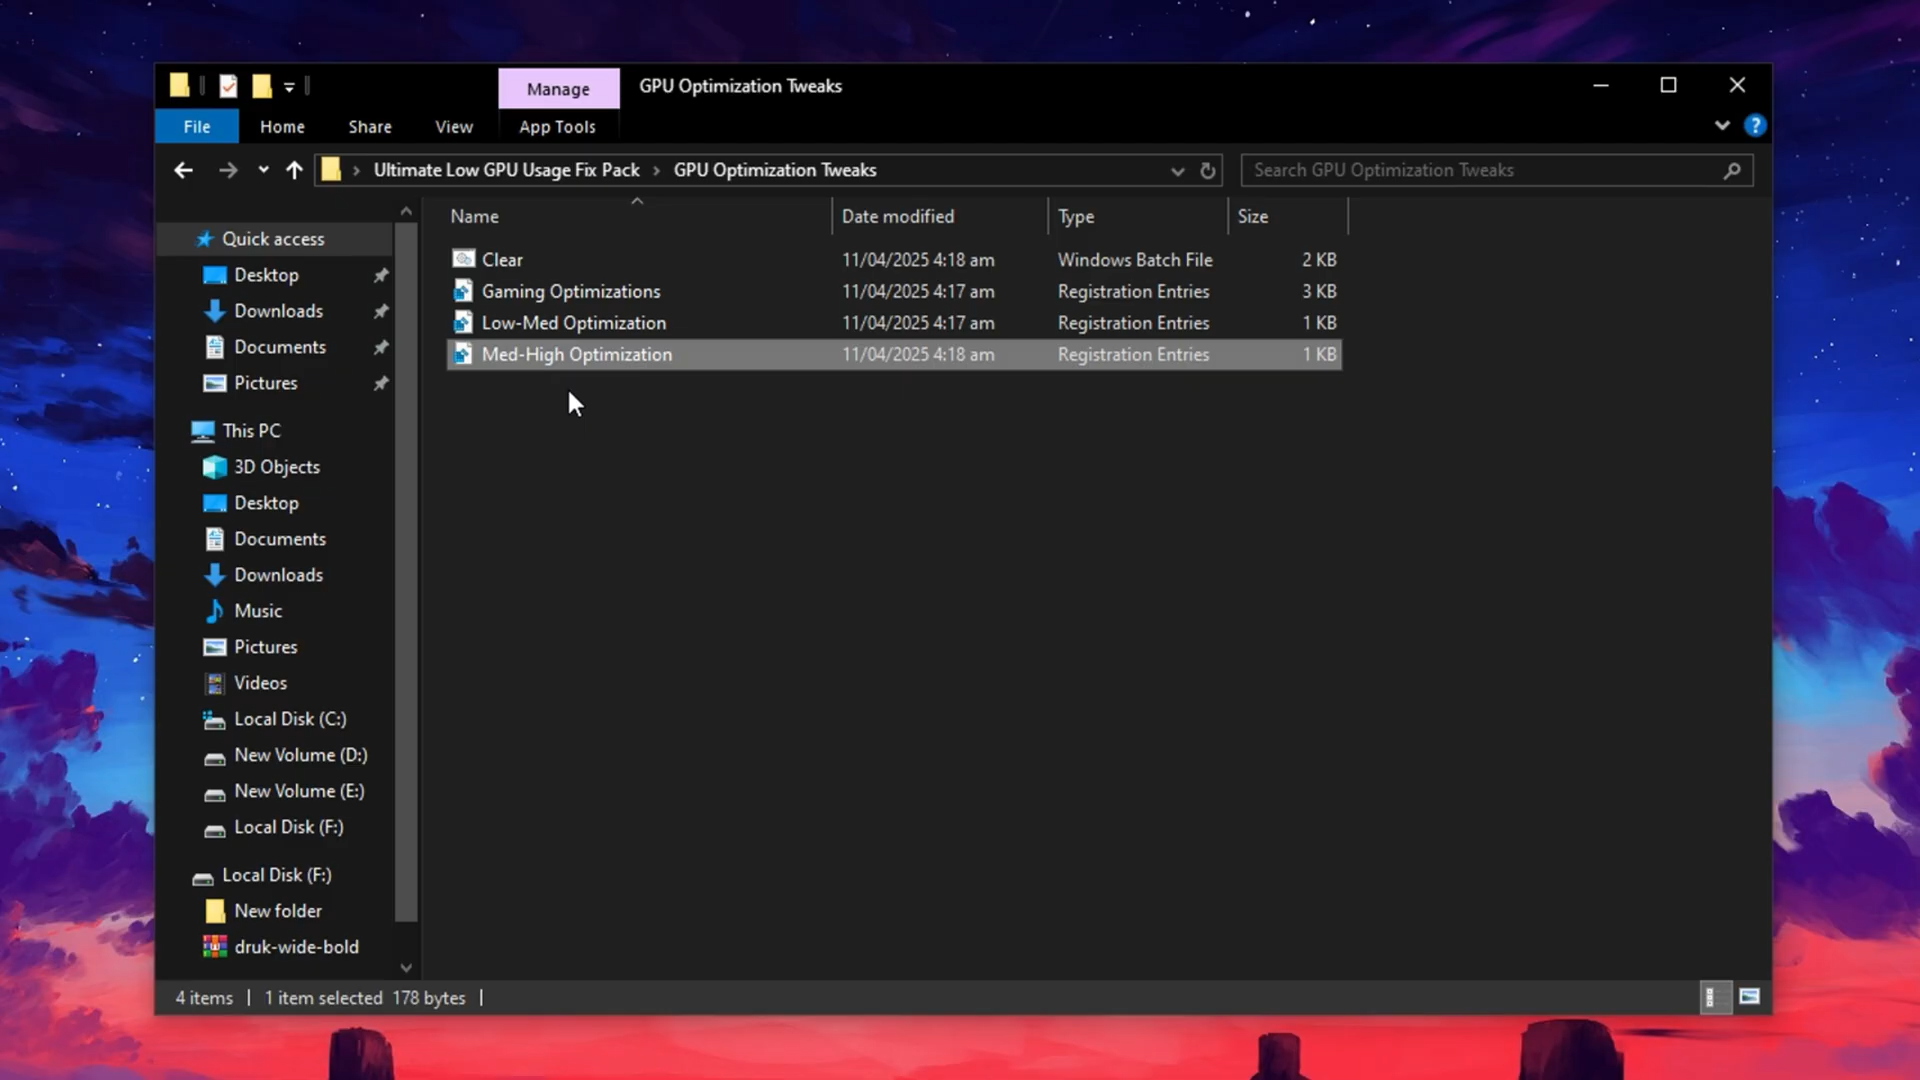 Manage
GPU Optimization Tweaks
File
Home
Share
View
App Tools
?
Ultimate Low GPU Usage Fix Pack > GPU Optimization Tweaks
Search GPU Optimization Tweaks
Name
Date modified
Type
Size
Clear
11/04/2025 4:18 am
Windows Batch File
2 KB
Gaming Optimizations
11/04/2025 4:17 am
Registration Entries
3 KB
Low-Med Optimization
11/04/2025 4:17 am
Registration Entries
1 KB
Med-High Optimization
11/04/2025 4:18 am
Registration Entries
1 KB
Quick access
Desktop
Downloads
Documents
Pictures
This PC
3D Objects
Desktop
Documents
Downloads
Music
Pictures
Videos
Local Disk (C:)
New Volume (D:)
New Volume (E:)
Local Disk (F:)
Local Disk (F:)
New folder
druk-wide-bold
4 items
1 item selected 178 bytes